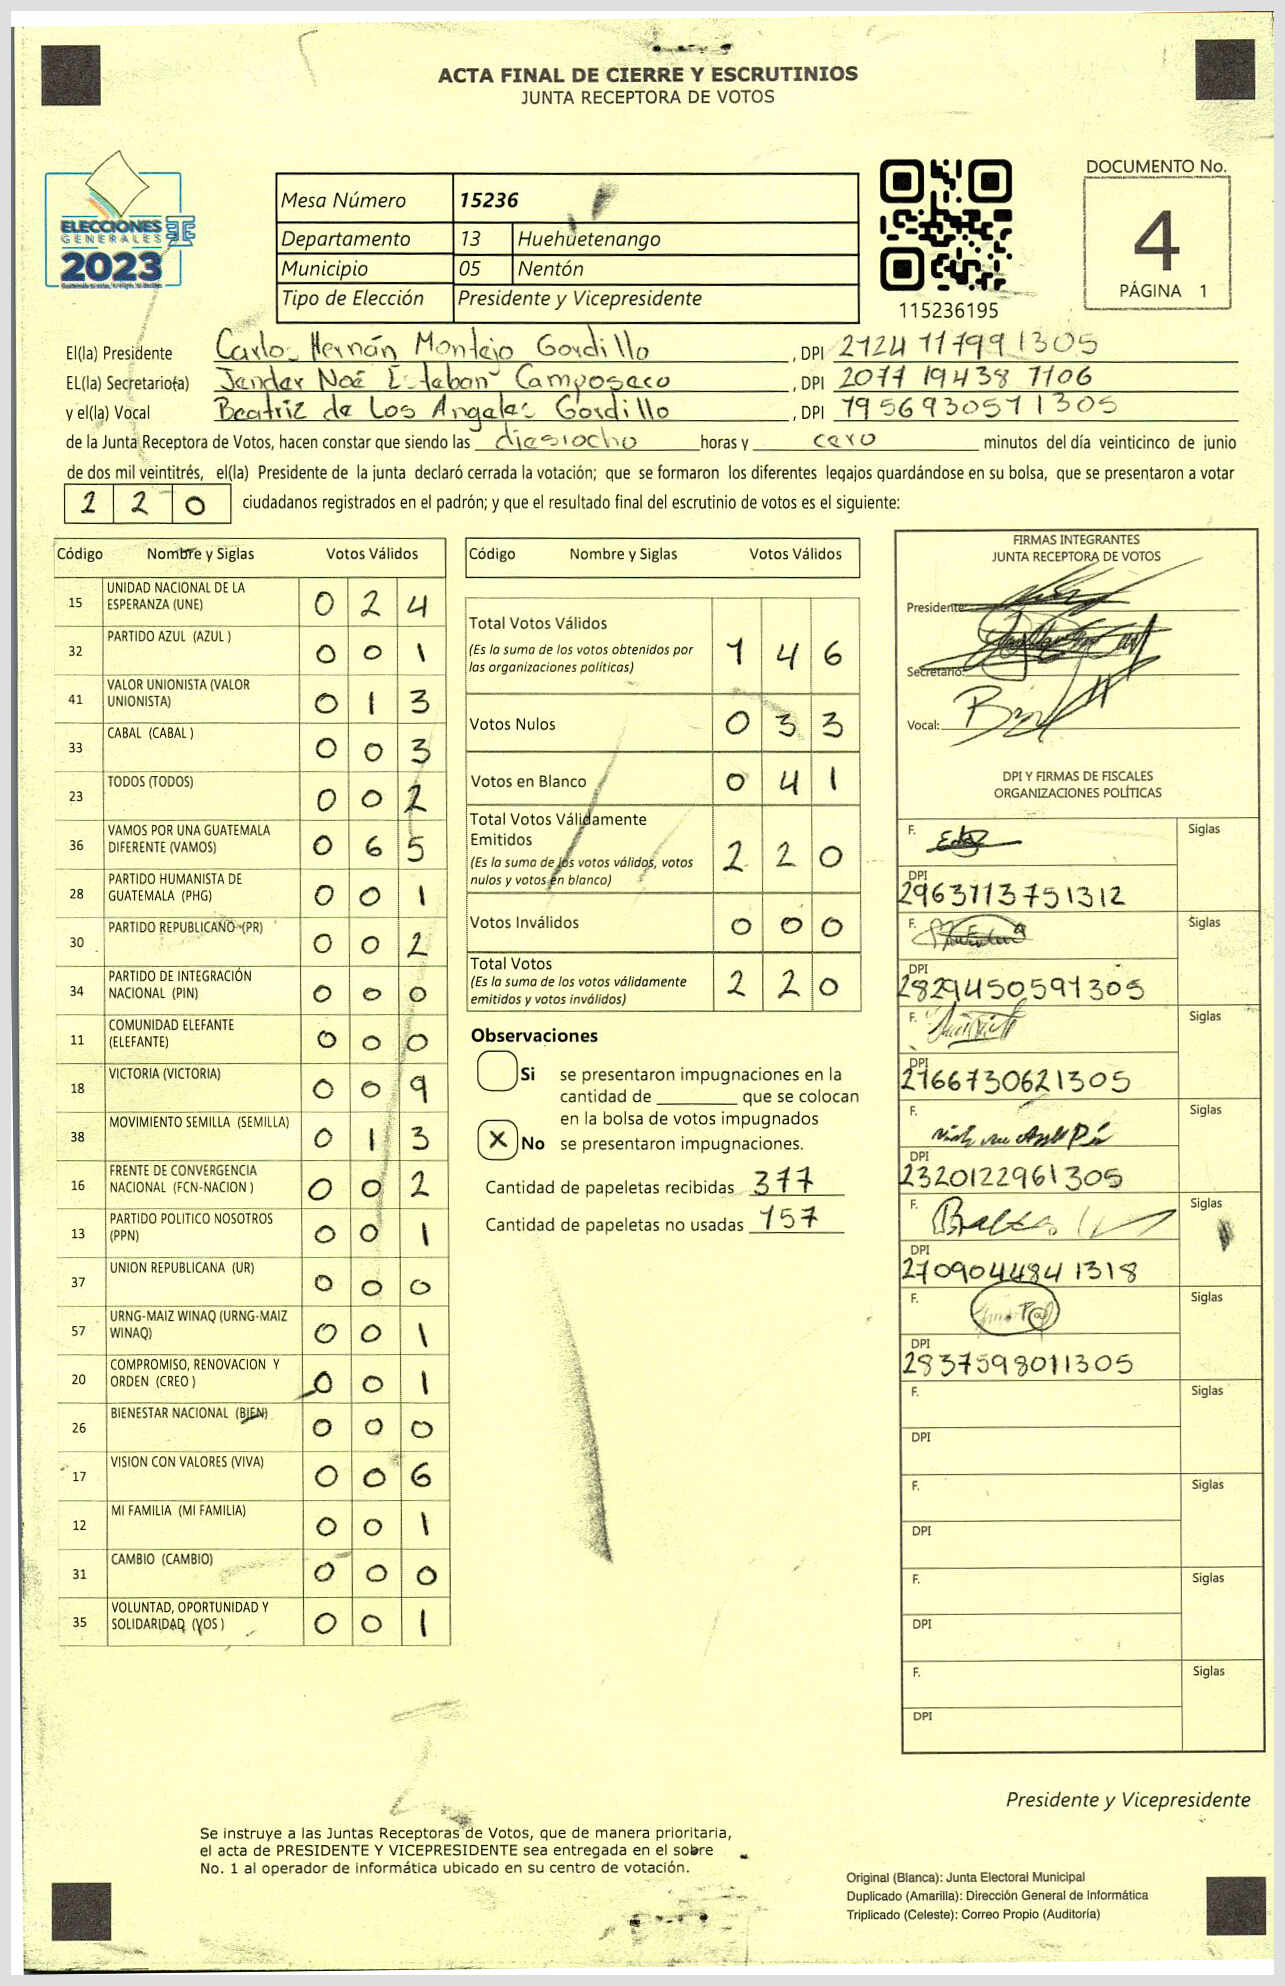 ACTA FINAL DE CIERRE Y ESCRUTINIOS
JUNTA RECEPTORA DE VOTOS
ELECCIONES
GENERALES
2023
Mesa Número 15236
Departamento 13 Huehuetenango
Municipio 05 Nentón
Tipo de Elección Presidente y Vicepresidente
115236195
DOCUMENTO No.
4
PÁGINA 1
El(la) Presidente Carlos Hernán Montejo Gordillo, DPI 2124 11799 1305
EL(la) Secretario(a) Jander Noé Esteban Camposeco, DPI 2077 19438 1106
y el(la) Vocal Beatriz de Los Angeles Gordillo, DPI 7956930571305
de la Junta Receptora de Votos, hacen constar que siendo las diesiocho horas y cero minutos del día veinticinco de junio
de dos mil veintitrés, el(la) Presidente de la junta declaró cerrada la votación; que se formaron los diferentes legajos guardándose en su bolsa, que se presentaron a votar
2 2 0 ciudadanos registrados en el padrón; y que el resultado final del escrutinio de votos es el siguiente:
Código Nombre y Siglas Votos Válidos
15 UNIDAD NACIONAL DE LA
ESPERANZA (UNE) 0 2 4
32 PARTIDO AZUL (AZUL ) 0 0 1
41 VALOR UNIONISTA (VALOR
UNIONISTA) 0 1 3
33 CABAL (CABAL ) 0 0 3
23 TODOS (TODOS) 0 0 2
36 VAMOS POR UNA GUATEMALA
DIFERENTE (VAMOS) 0 6 5
28 PARTIDO HUMANISTA DE
GUATEMALA (PHG) 0 0 1
30 PARTIDO REPUBLICANO (PR) 0 0 2
34 PARTIDO DE INTEGRACIÓN
NACIONAL (PIN) 0 0 0
11 COMUNIDAD ELEFANTE
(ELEFANTE) 0 0 0
18 VICTORIA (VICTORIA) 0 0 9
38 MOVIMIENTO SEMILLA (SEMILLA) 0 1 3
16 FRENTE DE CONVERGENCIA
NACIONAL (FCN-NACION ) 0 0 2
13 PARTIDO POLITICO NOSOTROS
(PPN) 0 0 1
37 UNION REPUBLICANA (UR) 0 0 0
57 URNG-MAIZ WINAQ (URNG-MAIZ
WINAQ) 0 0 1
20 COMPROMISO, RENOVACION Y
ORDEN (CREO ) 0 0 1
26 BIENESTAR NACIONAL (BIEN) 0 0 0
17 VISION CON VALORES (VIVA) 0 0 6
12 MI FAMILIA (MI FAMILIA) 0 0 1
31 CAMBIO (CAMBIO) 0 0 0
35 VOLUNTAD, OPORTUNIDAD Y
SOLIDARIDAD (VOS ) 0 0 1
Código Nombre y Siglas Votos Válidos
Total Votos Válidos
(Es la suma de los votos obtenidos por
las organizaciones políticas) 1 4 6
Votos Nulos 0 3 3
Votos en Blanco 0 4 1
Total Votos Válidamente
Emitidos
(Es la suma de los votos válidos, votos
nulos y votos en blanco) 2 2 0
Votos Inválidos 0 0 0
Total Votos
(Es la suma de los votos válidamente
emitidos y votos inválidos) 2 2 0
Observaciones
Si se presentaron impugnaciones en la
cantidad de ________ que se colocan
en la bolsa de votos impugnados
X No se presentaron impugnaciones.
Cantidad de papeletas recibidas 377
Cantidad de papeletas no usadas 157
FIRMAS INTEGRANTES
JUNTA RECEPTORA DE VOTOS
Presidente:
Secretario:
Vocal:
DPI Y FIRMAS DE FISCALES
ORGANIZACIONES POLÍTICAS
F. Siglas
DPI
2963713751312
F. Siglas
DPI
2829450591305
F. Siglas
DPI
2766730621305
F. Siglas
DPI
2320122961305
F. Siglas
DPI
2709044841318
F. Siglas
DPI
2837598011305
F. Siglas
DPI
F. Siglas
DPI
F. Siglas
DPI
F. Siglas
DPI
Presidente y Vicepresidente
Se instruye a las Juntas Receptoras de Votos, que de manera prioritaria,
el acta de PRESIDENTE Y VICEPRESIDENTE sea entregada en el sobre
No. 1 al operador de informática ubicado en su centro de votación.
Original (Blanca): Junta Electoral Municipal
Duplicado (Amarilla): Dirección General de Informática
Triplicado (Celeste): Correo Propio (Auditoría)